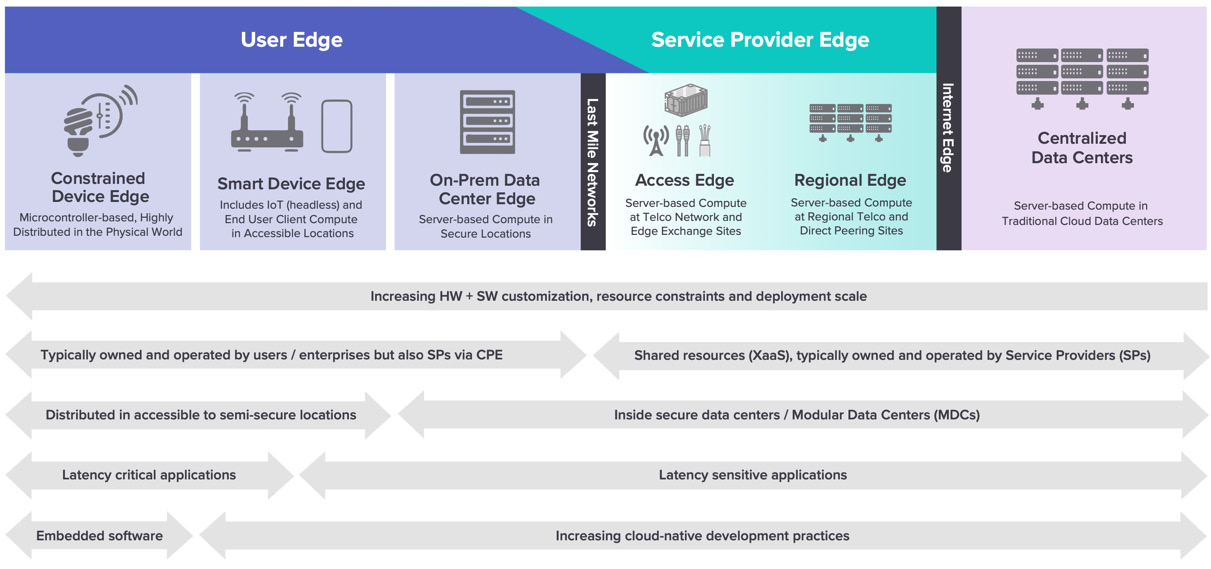 User Edge
Service Provider Edge
Constrained
Device Edge
Microcontroller-based, Highly
Distributed in the Physical World
Smart Device Edge
Includes IoT (headless) and
End User Client Compute
in Accessible Locations
On-Prem Data
Center Edge
Server-based Compute in
Secure Locations
Last Mile Networks
Access Edge
Server-based Compute
at Telco Network and
Edge Exchange Sites
Regional Edge
Server-based Compute
at Regional Telco and
Direct Peering Sites
Internet Edge
Centralized
Data Centers
Server-based Compute in
Traditional Cloud Data Centers
Increasing HW + SW customization, resource constraints and deployment scale
Typically owned and operated by users / enterprises but also SPs via CPE
Shared resources (XaaS), typically owned and operated by Service Providers (SPs)
Distributed in accessible to semi-secure locations
Inside secure data centers / Modular Data Centers (MDCs)
Latency critical applications
Latency sensitive applications
Embedded software
Increasing cloud-native development practices